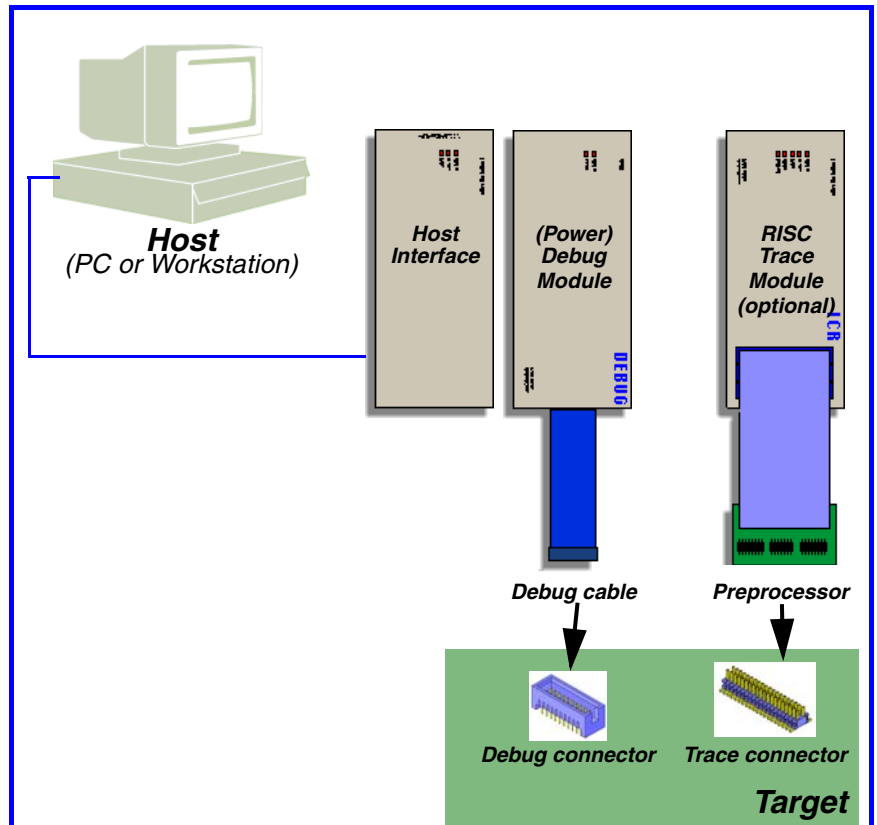 Host
(PC or Workstation)
Host
Interface
(Power)
Debug
Module
DEBUG
RISC
Trace
Module
(optional)
Debug cable
Preprocessor
Debug connector
Trace connector
Target